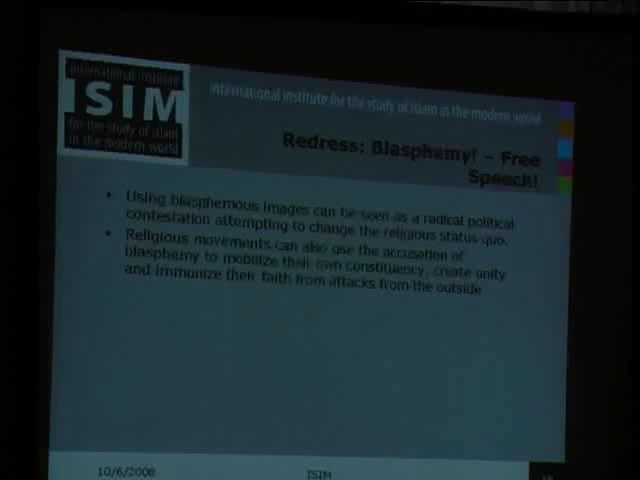 international institute
ISIM
for the study of islam
in the modern world
international institute for the study of islam in the modern world
Redress: Blasphemy! – Free
Speech!
• Using blasphemous images can be seen as a radical political
contestation attempting to change the religious status quo.
• Religious movements can also use the accusation of
blasphemy to mobilize their own constituency, create unity
and immunize their faith from attacks from the outside
10/6/2008
ISIM